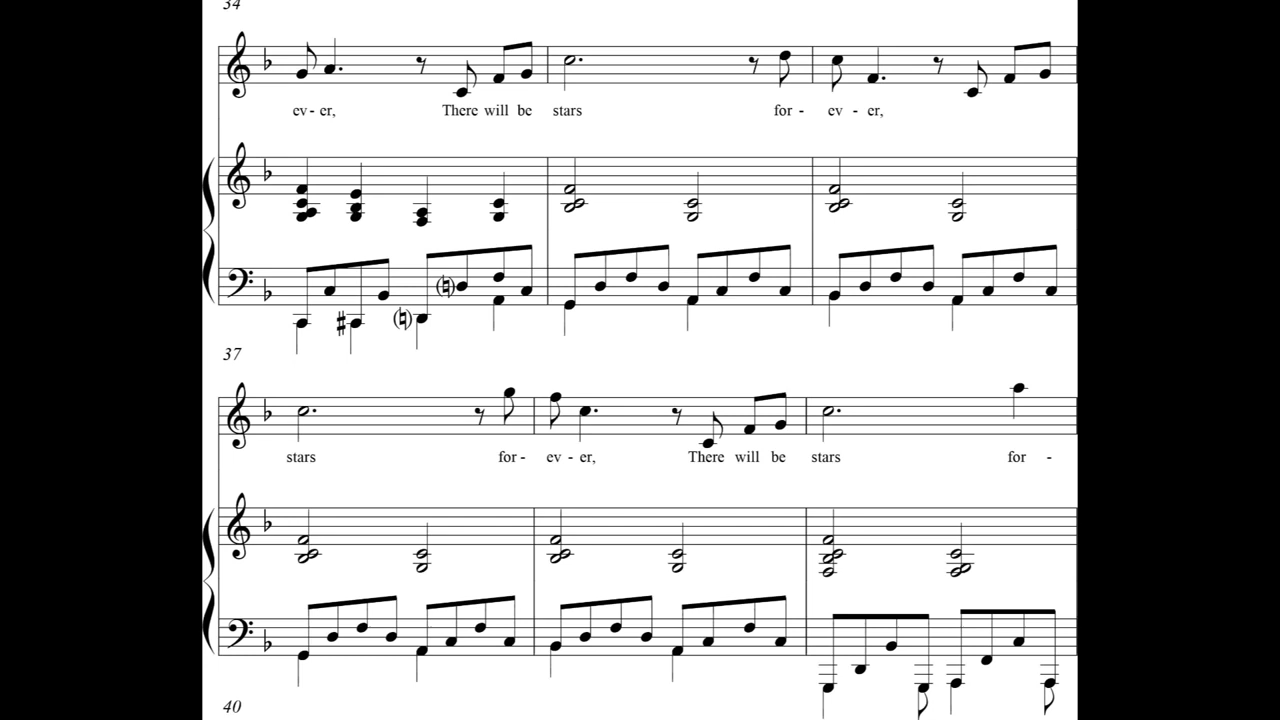 34
ev - er, There will be stars for - ev - er,
37
stars for - ev - er, There will be stars for -
40